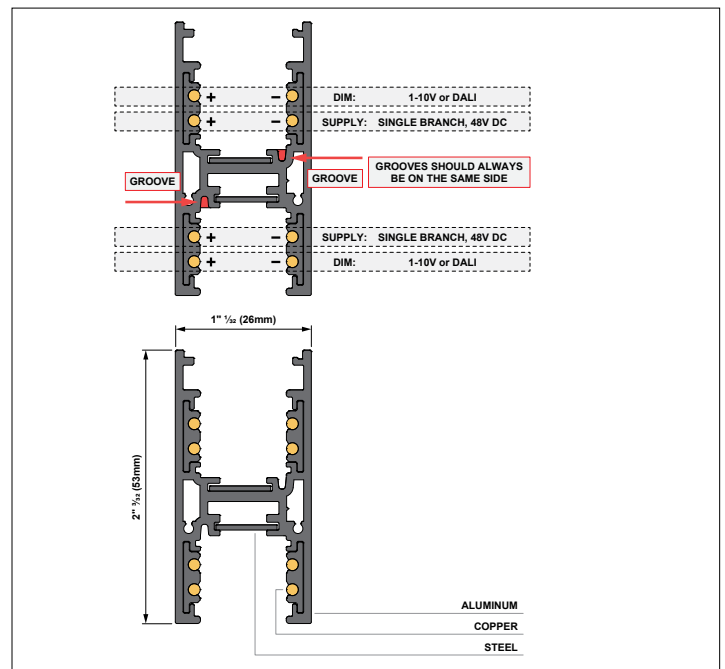 + − DIM: 1-10V or DALI
+ − SUPPLY: SINGLE BRANCH, 48V DC
GROOVE
GROOVE
GROOVES SHOULD ALWAYS
BE ON THE SAME SIDE
+ − SUPPLY: SINGLE BRANCH, 48V DC
+ − DIM: 1-10V or DALI
1" 1/32 (26mm)
2" 3/32 (53mm)
ALUMINUM
COPPER
STEEL